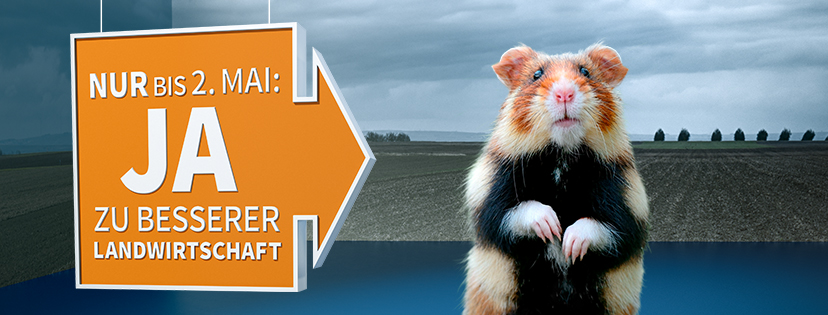 NUR BIS 2. MAI:
JA
ZU BESSERER
LANDWIRTSCHAFT